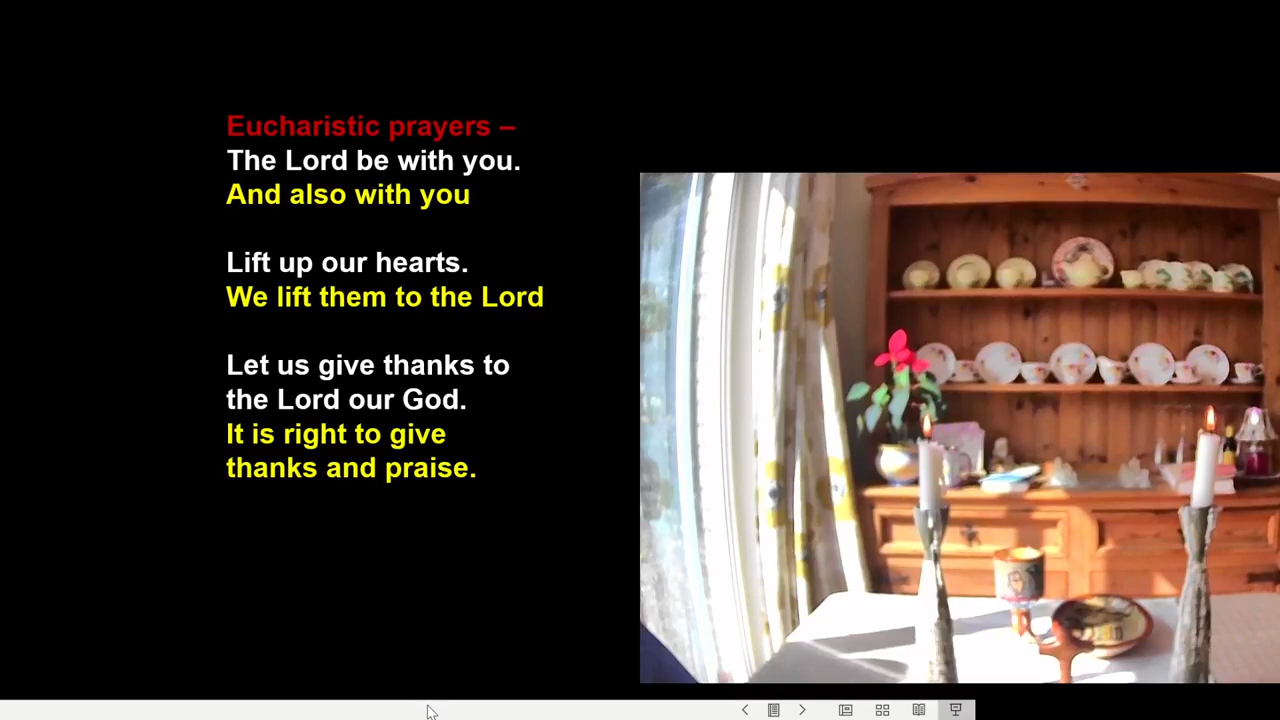 Eucharistic prayers –
The Lord be with you.
And also with you
Lift up our hearts.
We lift them to the Lord
Let us give thanks to
the Lord our God.
It is right to give
thanks and praise.